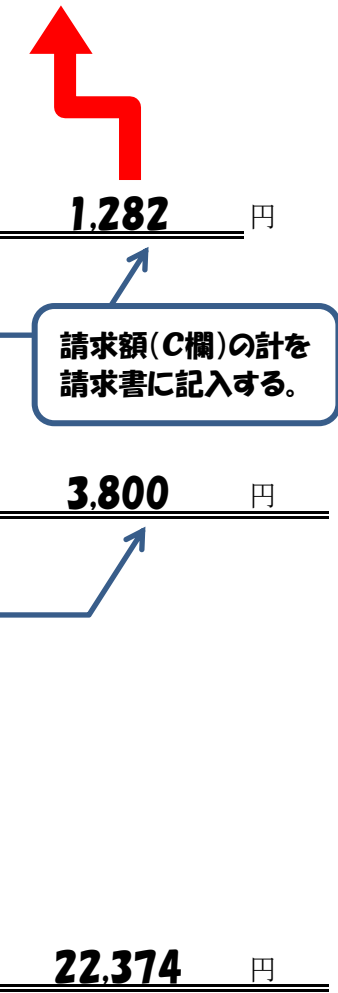 1,282 円
請求額(C欄)の計を
請求書に記入する。
3,800 円
22,374 円